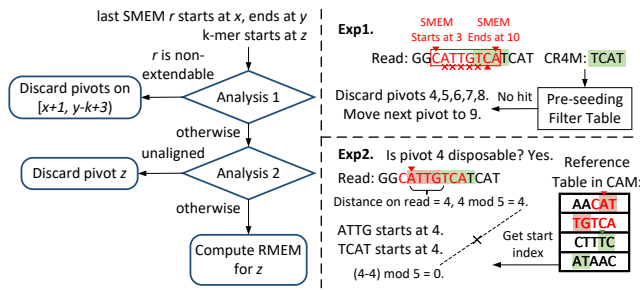 last SMEM r starts at x, ends at y
k-mer starts at z
r is non-
extendable
Discard pivots on
[x+1, y-k+3)
Analysis 1
otherwise
unaligned
Discard pivot z
Analysis 2
otherwise
Compute RMEM
for z
Exp1.
SMEM
Starts at 3
SMEM
Ends at 10
Read: GGCATTGTCATCAT
CR4M: TCAT
Discard pivots 4,5,6,7,8.
Move next pivot to 9.
No hit
Pre-seeding
Filter Table
Exp2. Is pivot 4 disposable? Yes.
Read: GGCATTGTCATCAT
Distance on read = 4, 4 mod 5 = 4.
ATTG starts at 4.
TCAT starts at 4.
(4-4) mod 5 = 0.
Get start
index
Reference
Table in CAM:
AACAT
TGTCA
CTTTC
ATAAC